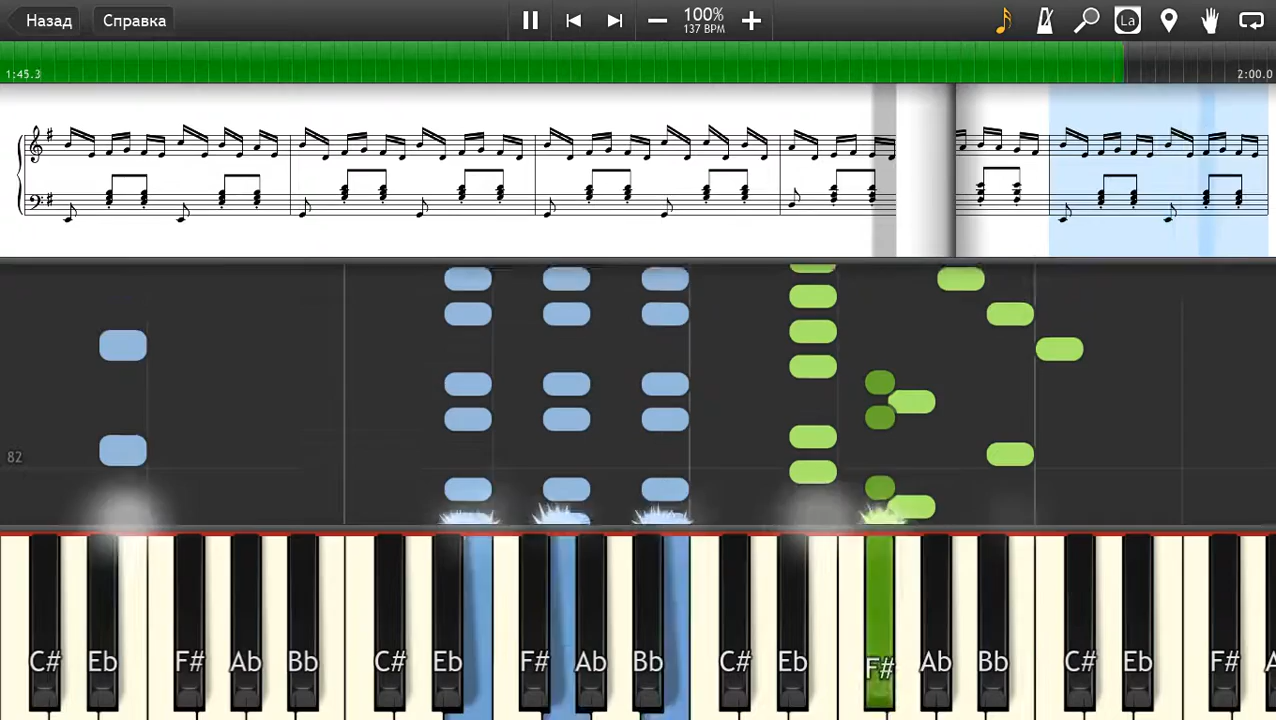 Назад Справка 100% La
137 BPM
1:45.3 2:00.0
82
C# Eb F# Ab Bb C# Eb F# Ab Bb C# Eb F# Ab Bb C# Eb F# A